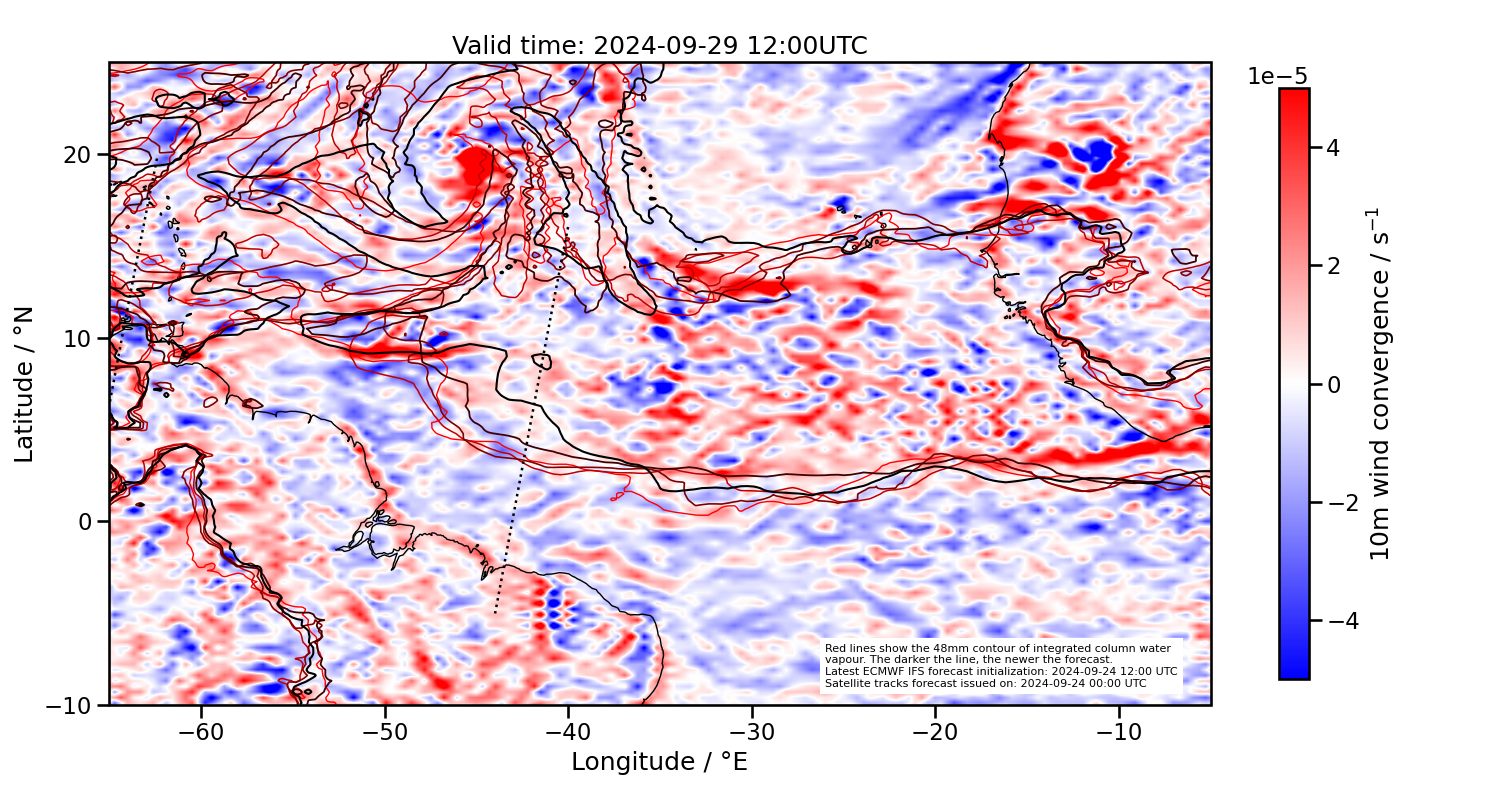 Valid time: 2024-09-29 12:00UTC
1e−5
20
10
0
−10
Latitude / °N
−60
−50
−40
−30
−20
−10
Longitude / °E
4
2
0
−2
−4
10m wind convergence / s⁻¹
Red lines show the 48mm contour of integrated column water
vapour. The darker the line, the newer the forecast.
Latest ECMWF IFS forecast initialization: 2024-09-24 12:00 UTC
Satellite tracks forecast issued on: 2024-09-24 00:00 UTC